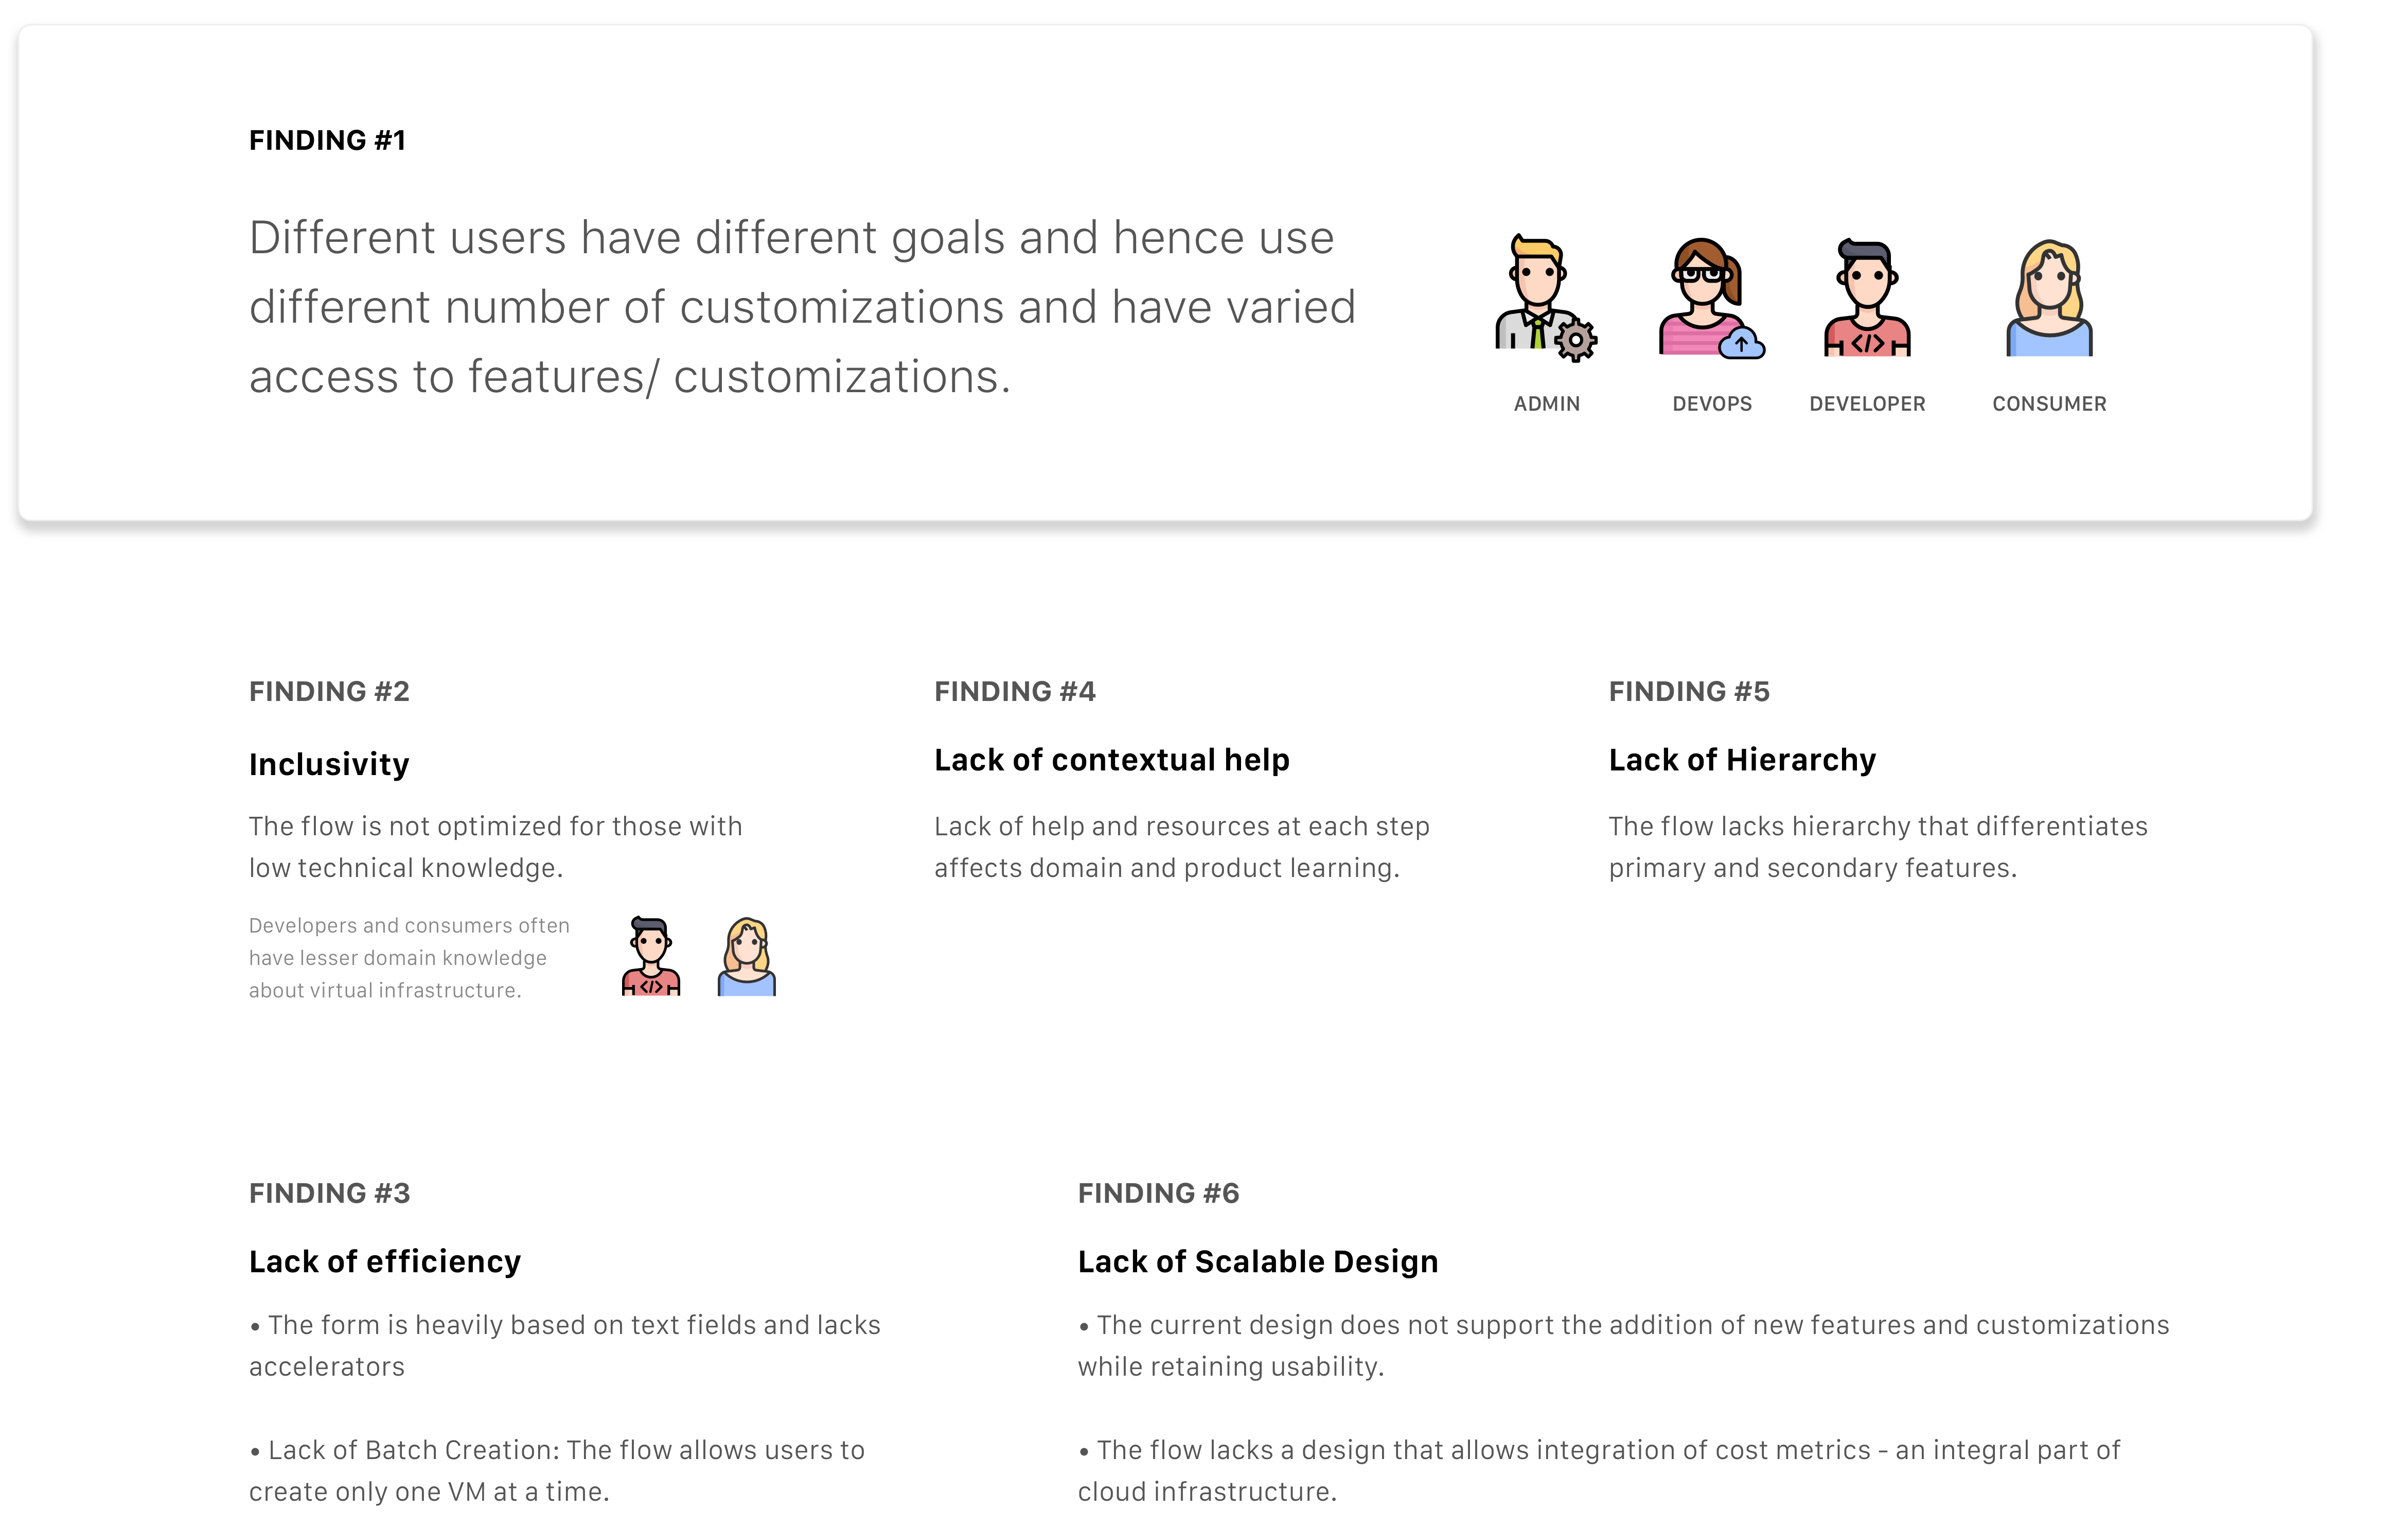 FINDING #1
Different users have different goals and hence use
different number of customizations and have varied
access to features/ customizations.
ADMIN
DEVOPS
DEVELOPER
CONSUMER
FINDING #2
Inclusivity
The flow is not optimized for those with
low technical knowledge.
Developers and consumers often
have lesser domain knowledge
about virtual infrastructure.
</>
FINDING #4
Lack of contextual help
Lack of help and resources at each step
affects domain and product learning.
FINDING #5
Lack of Hierarchy
The flow lacks hierarchy that differentiates
primary and secondary features.
FINDING #3
Lack of efficiency
• The form is heavily based on text fields and lacks
accelerators
• Lack of Batch Creation: The flow allows users to
create only one VM at a time.
FINDING #6
Lack of Scalable Design
• The current design does not support the addition of new features and customizations
while retaining usability.
• The flow lacks a design that allows integration of cost metrics - an integral part of
cloud infrastructure.